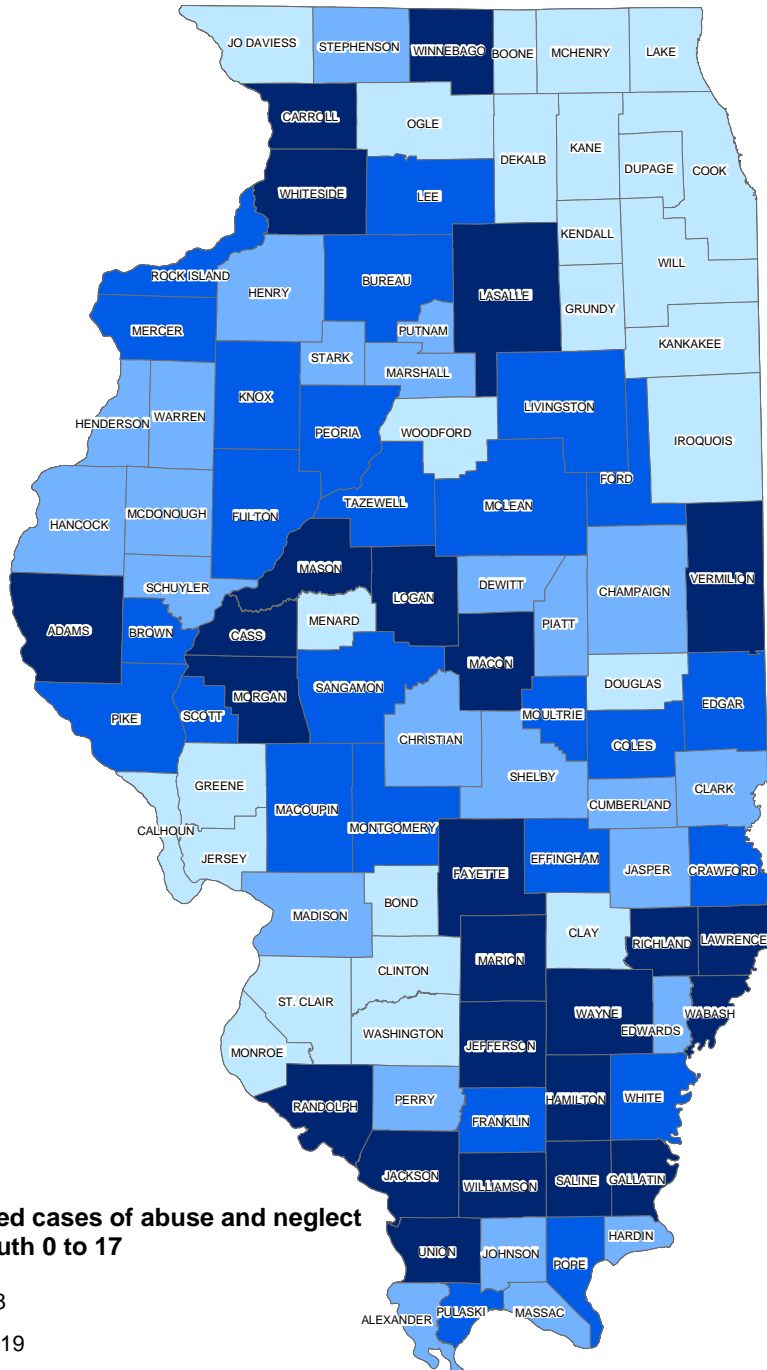 JO DAVIESS STEPHENSON WINNEBAGO BOONE MCHENRY LAKE
CARROLL OGLE DEKALB KANE DUPAGE COOK
WHITESIDE LEE
KENDALL WILL
ROCK ISLAND HENRY BUREAU LASALLE GRUNDY
MERCER PUTNAM KANKAKEE
STARK MARSHALL
HENDERSON WARREN KNOX PEORIA WOODFORD LIVINGSTON IROQUOIS
FORD
HANCOCK MCDONOUGH FULTON TAZEWELL MCLEAN
SCHUYLER MASON LOGAN DEWITT CHAMPAIGN VERMILION
ADAMS BROWN CASS MENARD MACON PIATT
PIKE SCOTT MORGAN SANGAMON MOULTRIE DOUGLAS EDGAR
CHRISTIAN COLES
GREENE SHELBY CLARK
CALHOUN JERSEY MACOUPIN MONTGOMERY CUMBERLAND
FAYETTE EFFINGHAM JASPER CRAWFORD
MADISON BOND
CLAY RICHLAND LAWRENCE
CLINTON MARION
ST. CLAIR WAYNE WABASH
WASHINGTON JEFFERSON EDWARDS
MONROE
RANDOLPH PERRY FRANKLIN HAMILTON WHITE
JACKSON WILLIAMSON SALINE GALLATIN
ed cases of abuse and neglect
uth 0 to 17
UNION JOHNSON POPE HARDIN
3
ALEXANDER PULASKI MASSAC
19